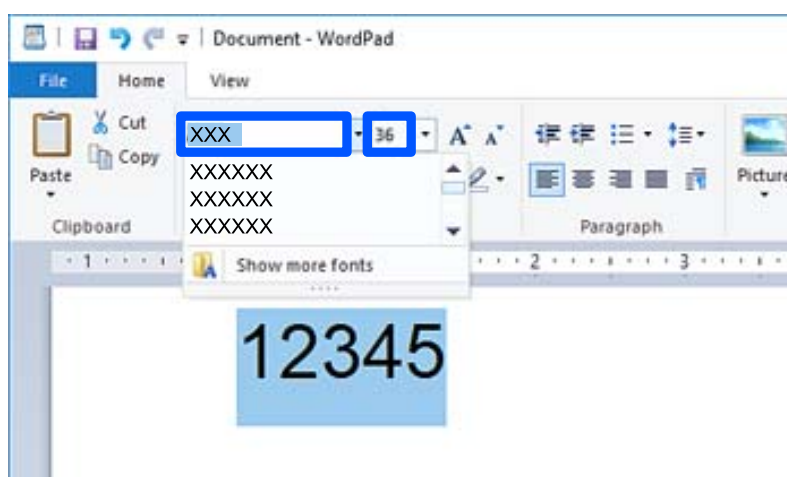 Document - WordPad
File Home View
Cut
Copy
Paste
XXX 36 A A
XXXXXX
XXXXXX
XXXXXX
Show more fonts
Picture
Clipboard Paragraph
1 2 3
12345